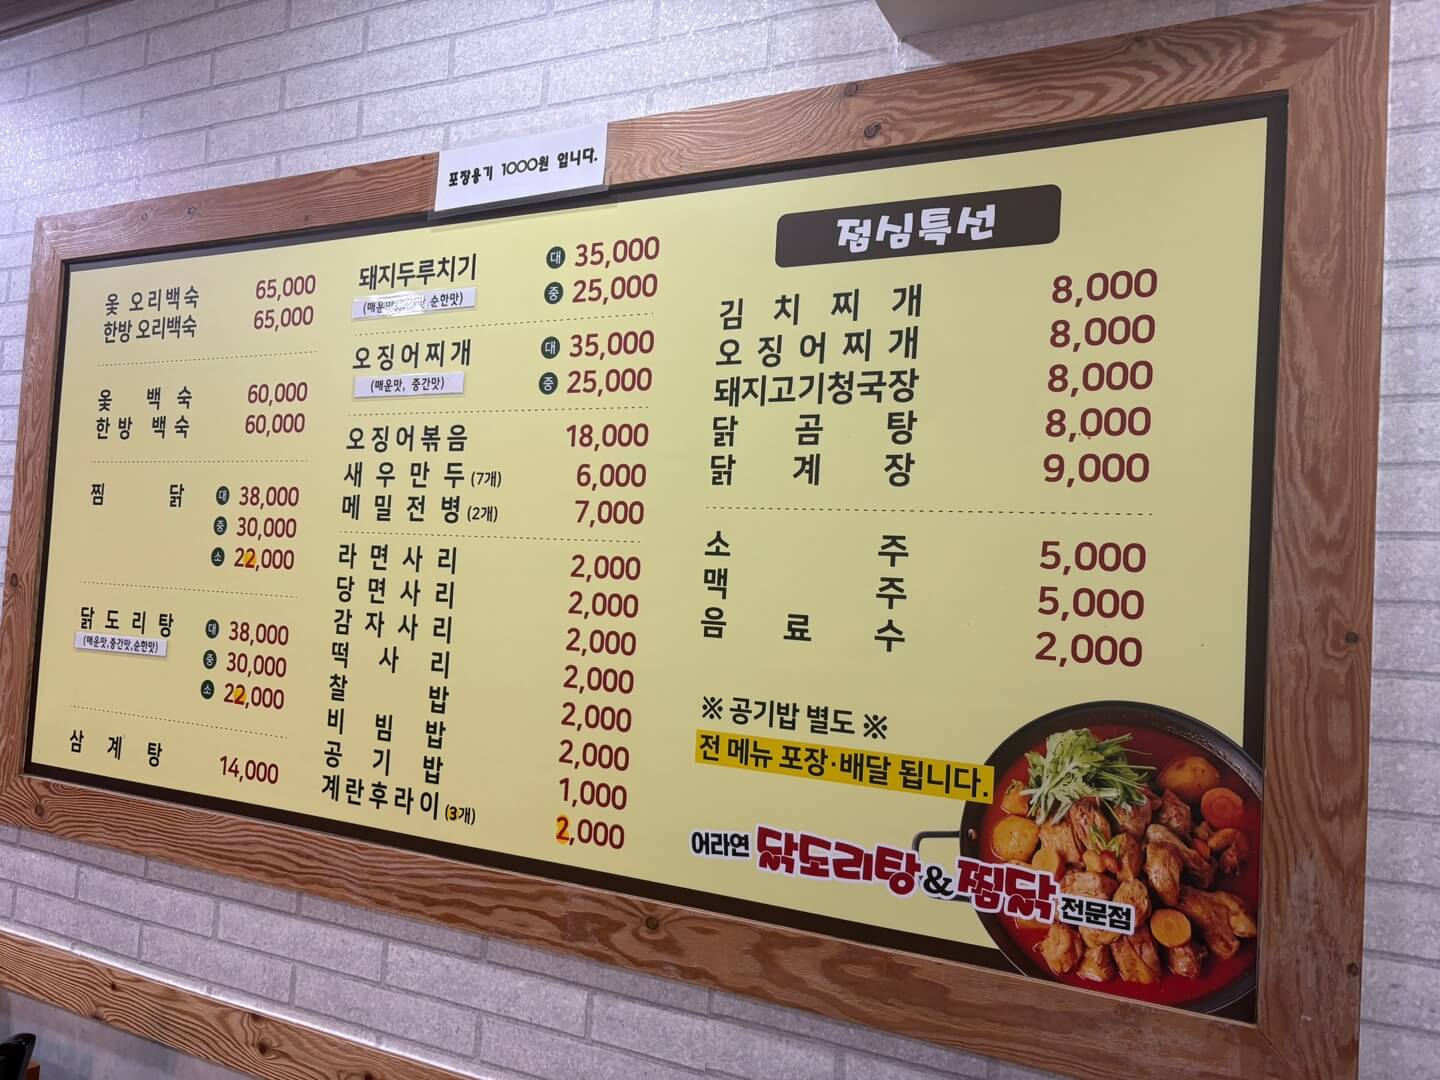 포장용기 1000원 입니다.
옻 오리백숙 65,000
한방 오리백숙 65,000
옻 백숙 60,000
한방 백숙 60,000
찜 닭 대 38,000
중 30,000
소 22,000
닭도리탕 대 38,000
(매운맛,중간맛,순한맛)
중 30,000
소 22,000
삼계탕 14,000
돼지두루치기 대 35,000
중 25,000
(매운맛, 순한맛)
오징어찌개 대 35,000
(매운맛, 중간맛) 중 25,000
오징어볶음 18,000
새우만두 (7개) 6,000
메밀전병 (2개) 7,000
라면사리 2,000
당면사리 2,000
감자사리 2,000
떡사리 2,000
찰밥 2,000
비빔밥 2,000
공기밥 1,000
계란후라이 (3개) 2,000
점심특선
김치찌개 8,000
오징어찌개 8,000
돼지고기청국장 8,000
닭곰탕 8,000
닭계장 9,000
소주 5,000
맥주 5,000
음료수 2,000
※ 공기밥 별도 ※
전 메뉴 포장·배달 됩니다.
어라연 닭도리탕&찜닭 전문점